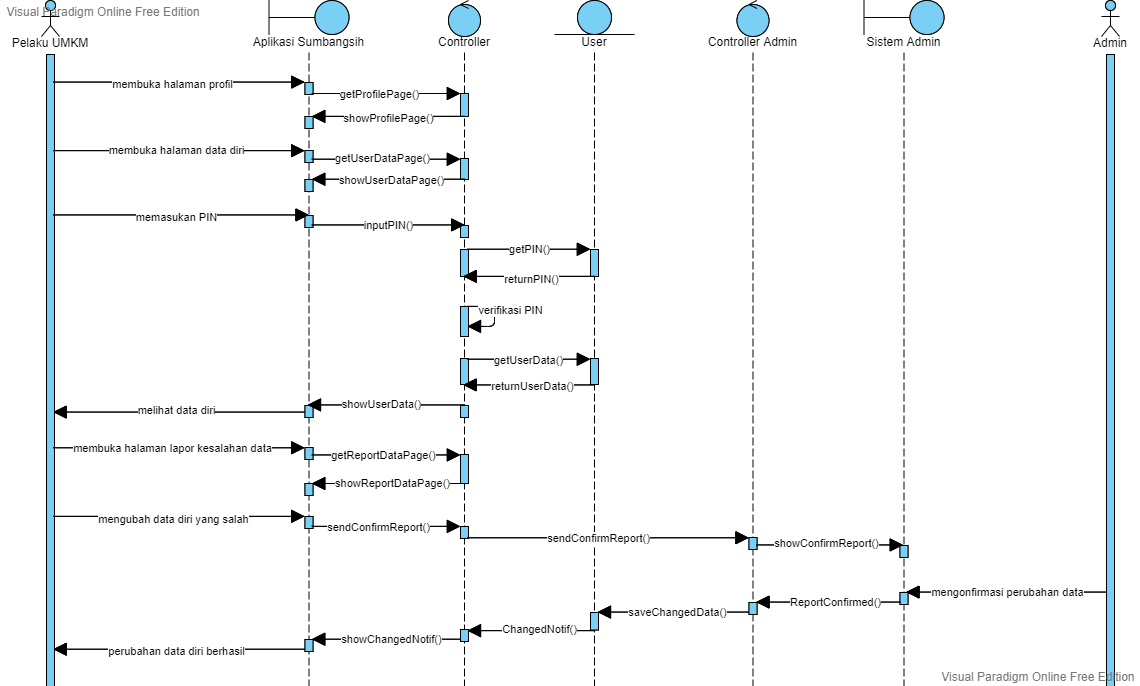 Visual Paradigm Online Free Edition
Pelaku UMKM
Aplikasi Sumbangsih
Controller
User
Controller Admin
Sistem Admin
Admin
membuka halaman profil
getProfilePage()
showProfilePage()
membuka halaman data diri
getUserDataPage()
showUserDataPage()
memasukan PIN
inputPIN()
getPIN()
returnPIN()
verifikasi PIN
getUserData()
returnUserData()
showUserData()
melihat data diri
membuka halaman lapor kesalahan data
getReportDataPage()
showReportDataPage()
mengubah data diri yang salah
sendConfirmReport()
sendConfirmReport()
showConfirmReport()
mengonfirmasi perubahan data
ReportConfirmed()
saveChangedData()
ChangedNotif()
showChangedNotif()
perubahan data diri berhasil
Visual Paradigm Online Free Edition